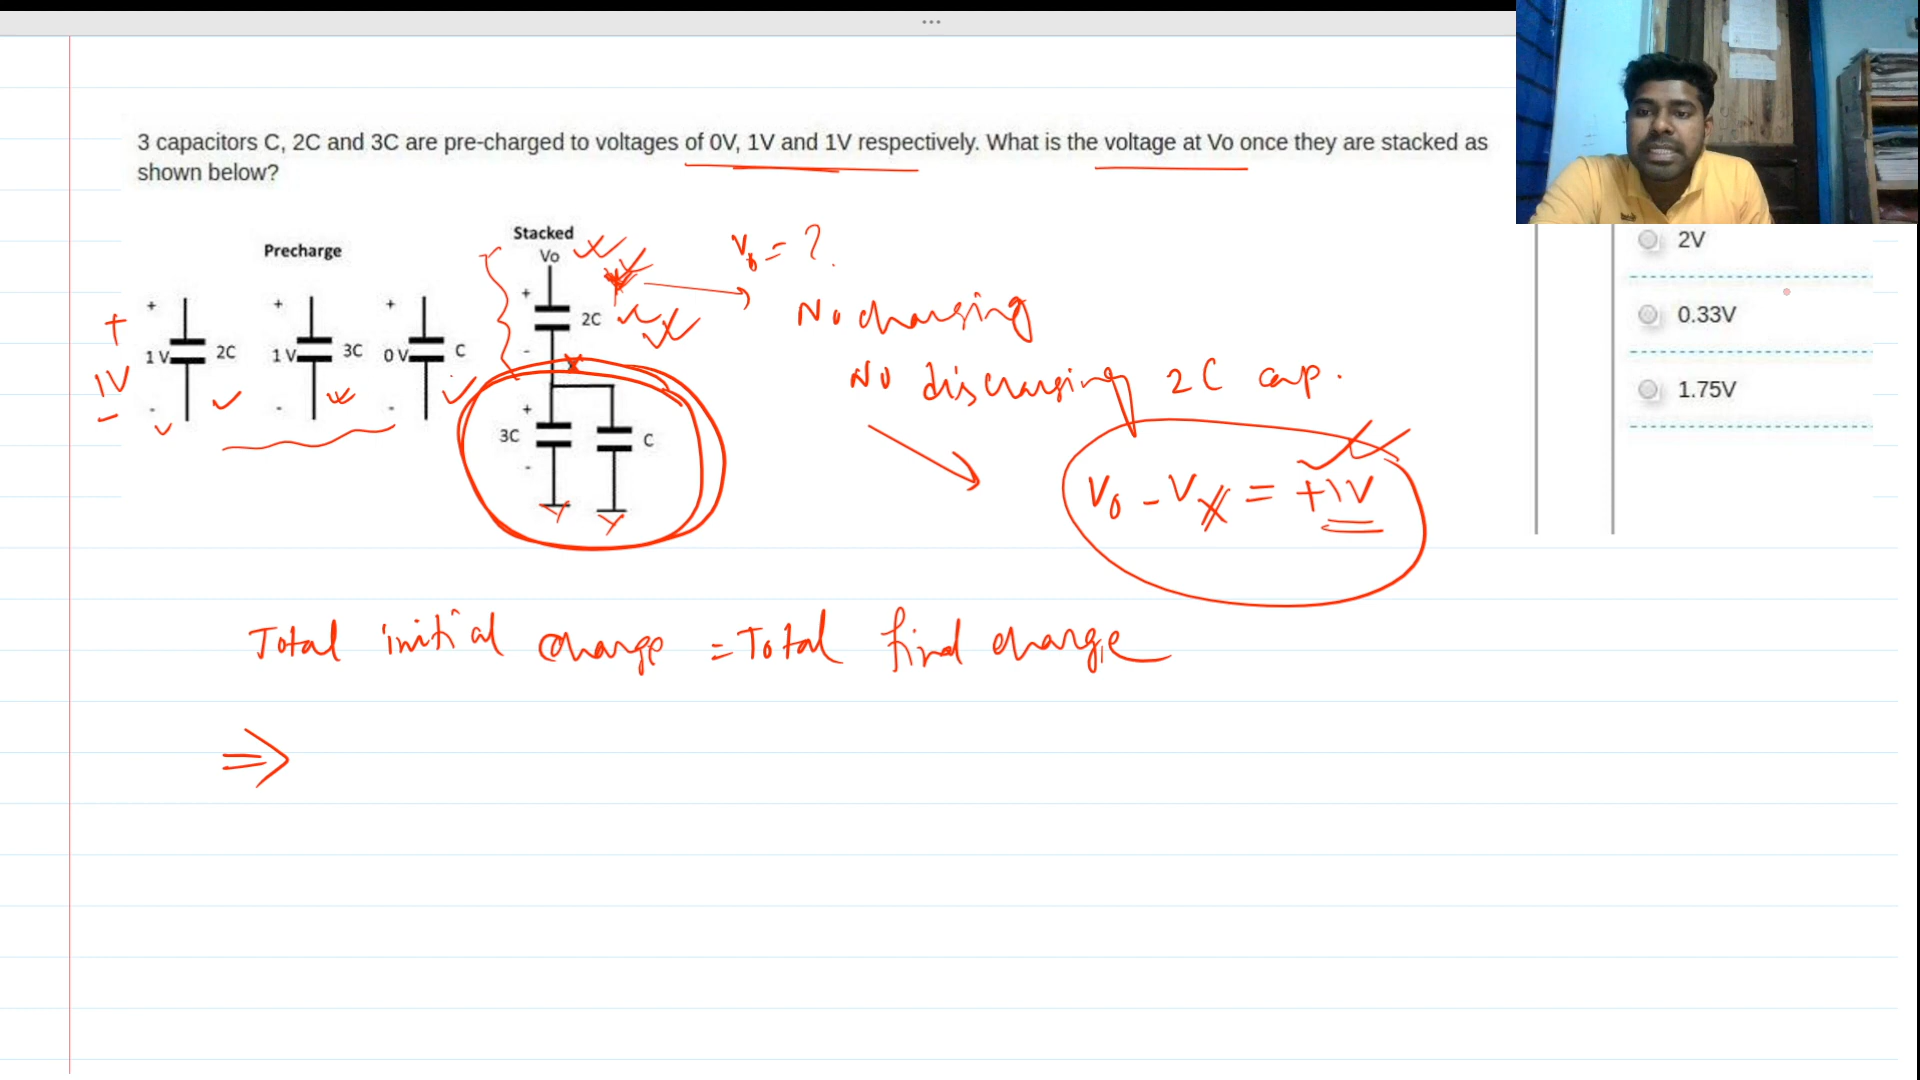 3 capacitors C, 2C and 3C are pre-charged to voltages of 0V, 1V and 1V respectively. What is the voltage at Vo once they are stacked as
shown below?
Precharge
Stacked
Vo
V₀ = ?
+
-
1 V
2C
+
-
1 V
3C
+
-
0 V
C
+
1V
-
+
-
2C
x
+
-
3C
C
No charging
No discharging 2C cap.
V₀ - Vx = +1V
Total initial charge = Total final charge
⇒
2V
0.33V
1.75V